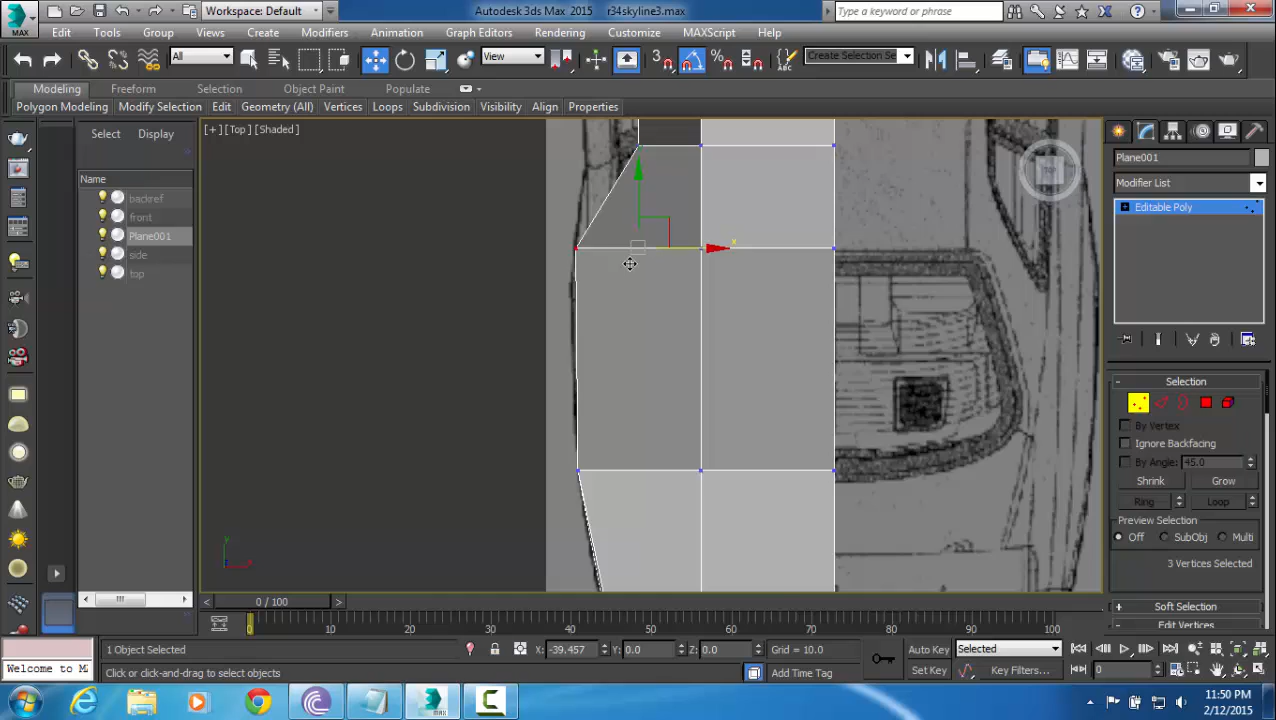 MAX
Workspace: Default
Autodesk 3ds Max 2015 r34skyline3.max
Type a keyword or phrase
Edit Tools Group Views Create Modifiers Animation Graph Editors Rendering Customize MAXScript Help
All View 3 Create Selection Se
Modeling Freeform Selection Object Paint Populate
Polygon Modeling Modify Selection Edit Geometry (All) Vertices Loops Subdivision Visibility Align Properties
Select Display
Name
backref
front
Plane001
side
top
[+] [Top] [Shaded]
x
TOP
y
x
Plane001
Modifier List
Editable Poly
Selection
By Vertex
Ignore Backfacing
By Angle: 45.0
Shrink Grow
Ring Loop
Preview Selection
Off SubObj Multi
3 Vertices Selected
Soft Selection
Edit Vertices
0 / 100
0 10 20 30 40 50 60 70 80 90 100
1 Object Selected X: -39.457 Y: 0.0 Z: 0.0 Grid = 10.0 Auto Key Selected
Welcome to M Click or click-and-drag to select objects Add Time Tag Set Key Key Filters... 0
MAX
11:50 PM
2/12/2015